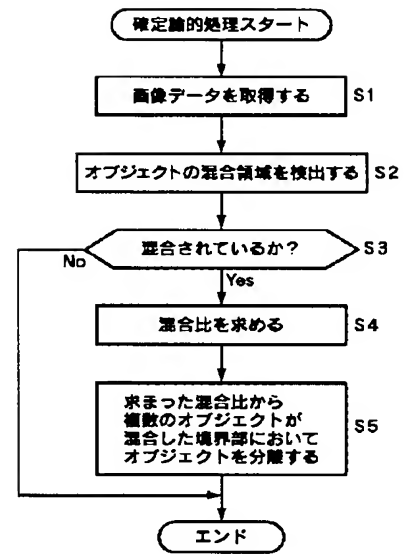 確定論的処理スタート
画像データを取得する S1
オブジェクトの混合領域を検出する S2
混合されているか? S3
No
Yes
混合比を求める S4
求まった混合比から
複数のオブジェクトが
混合した境界部において
オブジェクトを分離する
S5
エンド